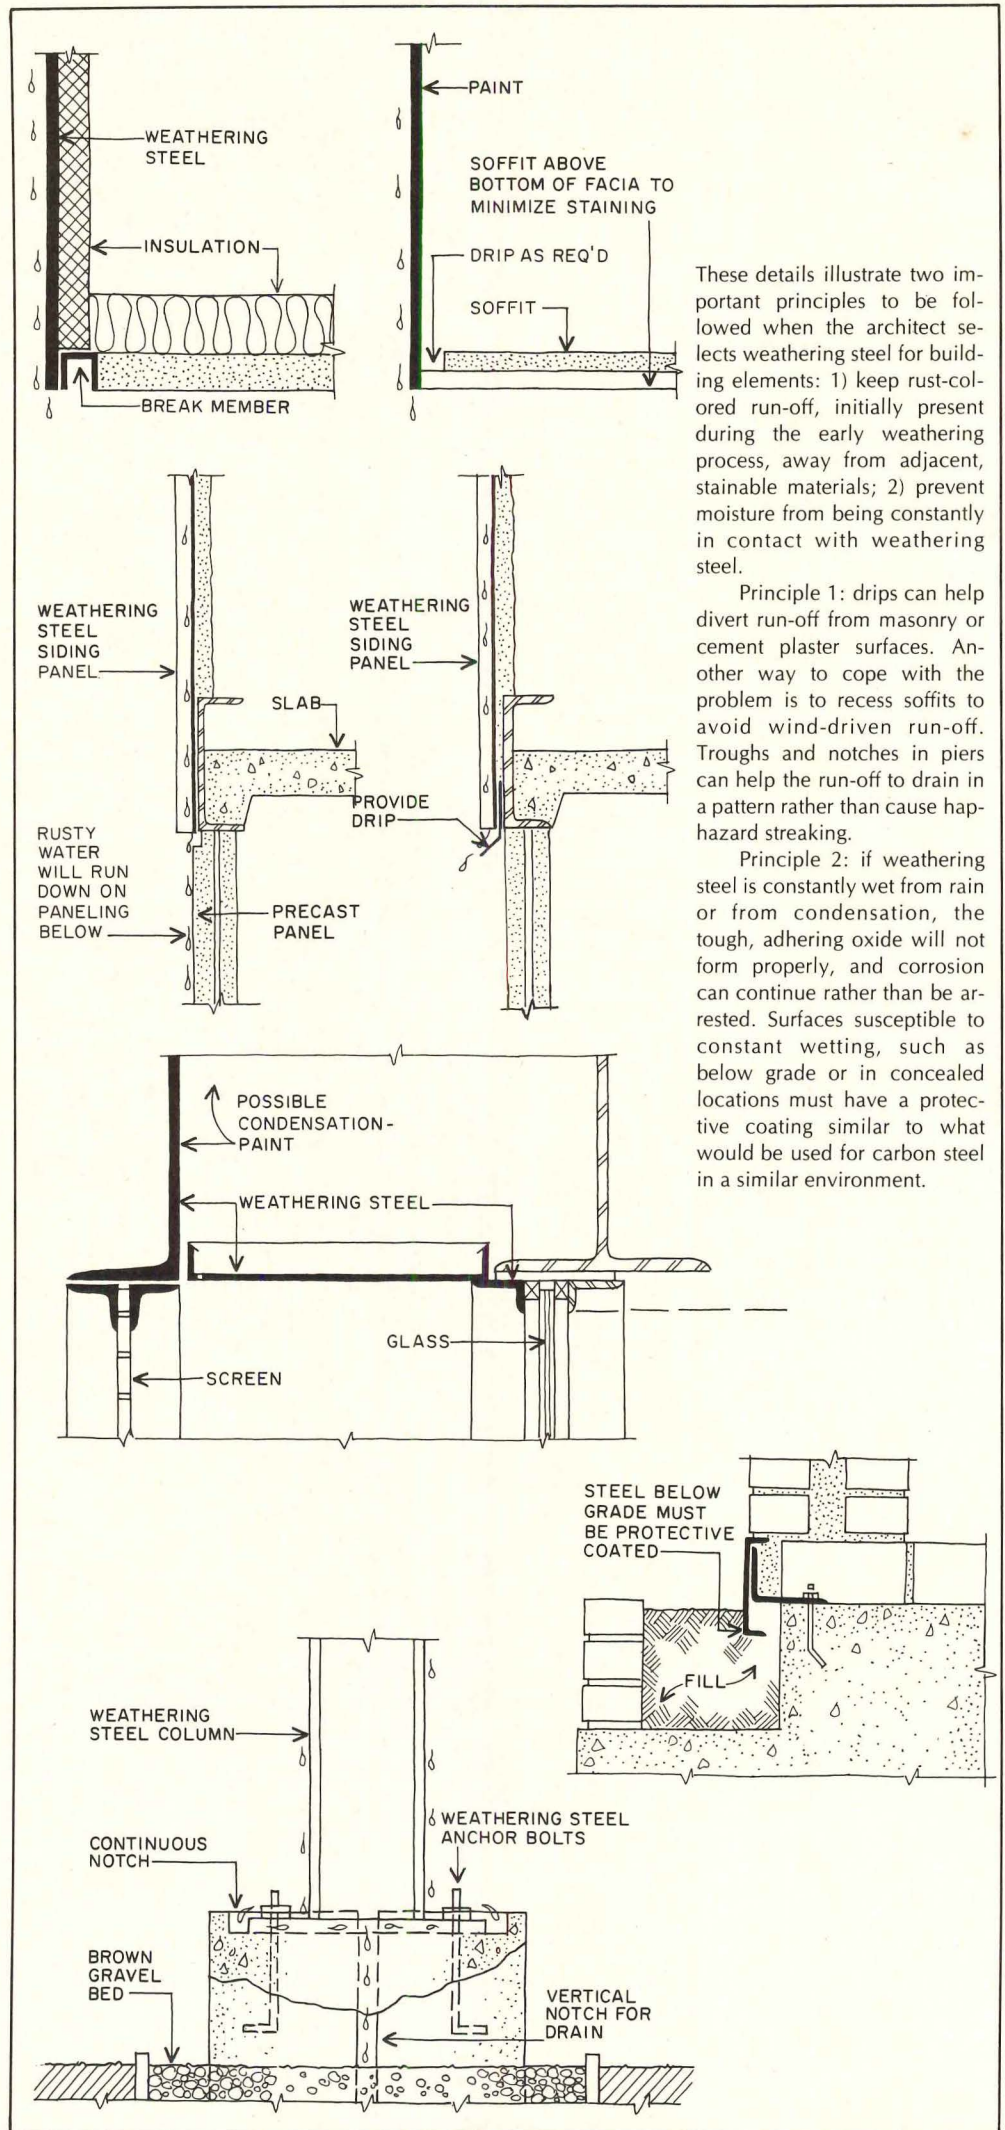 WEATHERING
STEEL
INSULATION
BREAK MEMBER
PAINT
SOFFIT ABOVE
BOTTOM OF FACIA TO
MINIMIZE STAINING
DRIP AS REQ'D
SOFFIT
WEATHERING
STEEL
SIDING
PANEL
SLAB
RUSTY
WATER
WILL RUN
DOWN ON
PANELING
BELOW
PRECAST
PANEL
WEATHERING
STEEL
SIDING
PANEL
PROVIDE
DRIP
POSSIBLE
CONDENSATION-
PAINT
WEATHERING STEEL
GLASS
SCREEN
STEEL BELOW
GRADE MUST
BE PROTECTIVE
COATED
FILL
WEATHERING
STEEL COLUMN
WEATHERING STEEL
ANCHOR BOLTS
CONTINUOUS
NOTCH
BROWN
GRAVEL
BED
VERTICAL
NOTCH FOR
DRAIN
These details illustrate two im-
portant principles to be fol-
lowed when the architect se-
lects weathering steel for build-
ing elements: 1) keep rust-col-
ored run-off, initially present
during the early weathering
process, away from adjacent,
stainable materials; 2) prevent
moisture from being constantly
in contact with weathering
steel.
Principle 1: drips can help
divert run-off from masonry or
cement plaster surfaces. An-
other way to cope with the
problem is to recess soffits to
avoid wind-driven run-off.
Troughs and notches in piers
can help the run-off to drain in
a pattern rather than cause hap-
hazard streaking.
Principle 2: if weathering
steel is constantly wet from rain
or from condensation, the
tough, adhering oxide will not
form properly, and corrosion
can continue rather than be ar-
rested. Surfaces susceptible to
constant wetting, such as
below grade or in concealed
locations must have a protec-
tive coating similar to what
would be used for carbon steel
in a similar environment.